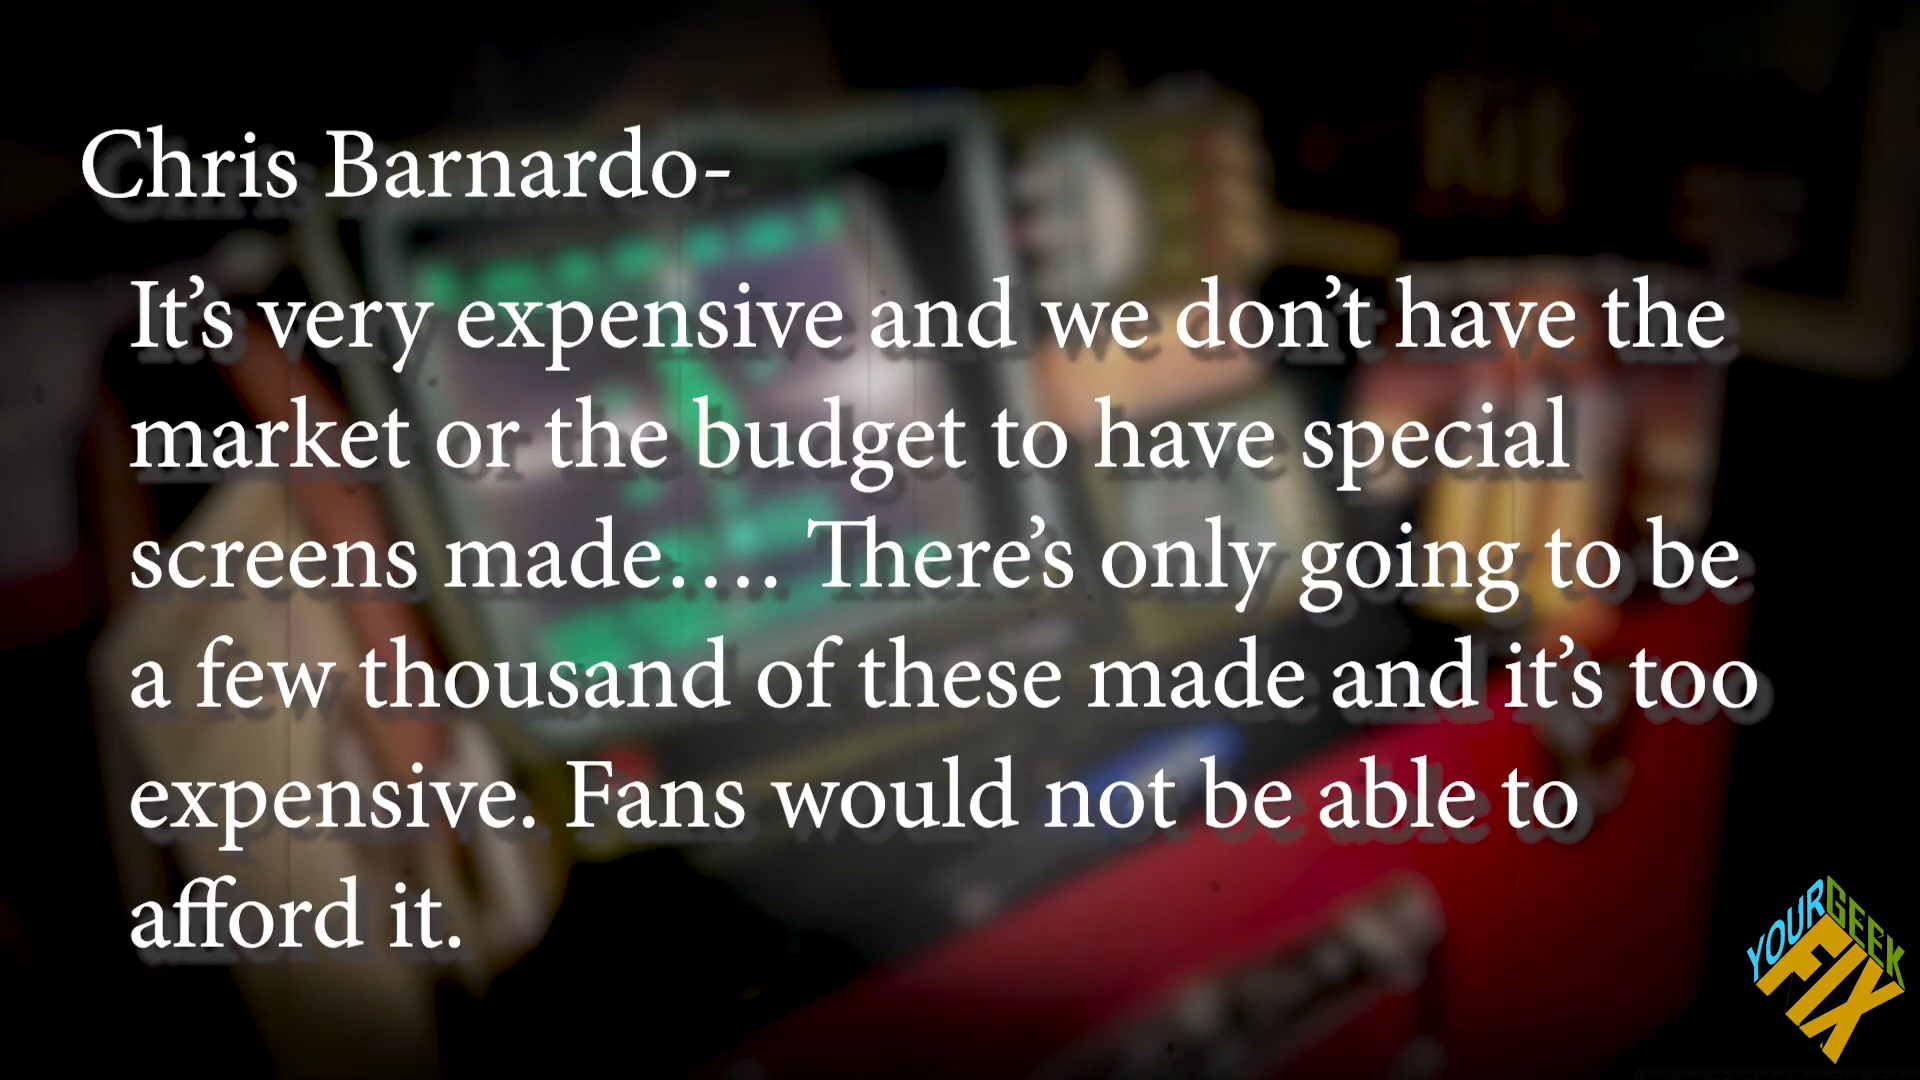 Chris Barnardo-
It’s very expensive and we don’t have the
market or the budget to have special
screens made…. There’s only going to be
a few thousand of these made and it’s too
expensive. Fans would not be able to
afford it.
YOUR GEEK
FIX